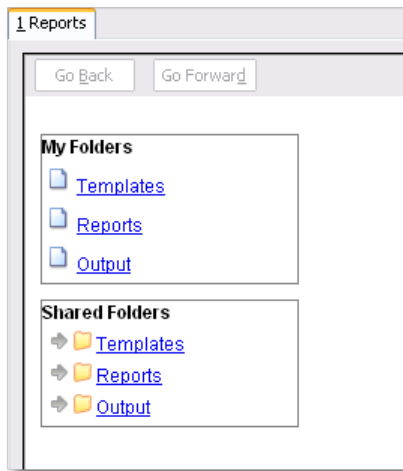 1 Reports
Go Back Go Forward
My Folders
Templates
Reports
Output
Shared Folders
Templates
Reports
Output